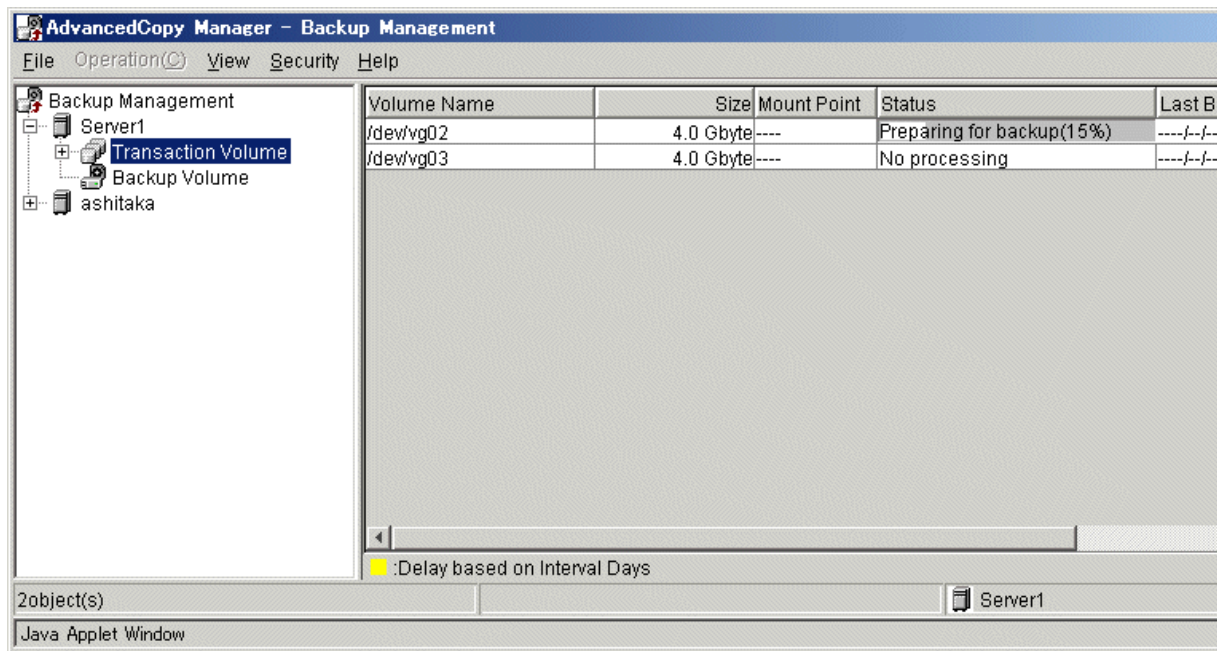 AdvancedCopy Manager – Backup Management
File Operation(C) View Security Help
Backup Management
Server1
Transaction Volume
Backup Volume
ashitaka
Volume Name Size Mount Point Status Last B
/dev/vg02 4.0 Gbyte ---- Preparing for backup(15%) ----/--/--
/dev/vg03 4.0 Gbyte ---- No processing ----/--/--
:Delay based on Interval Days
2object(s) Server1
Java Applet Window